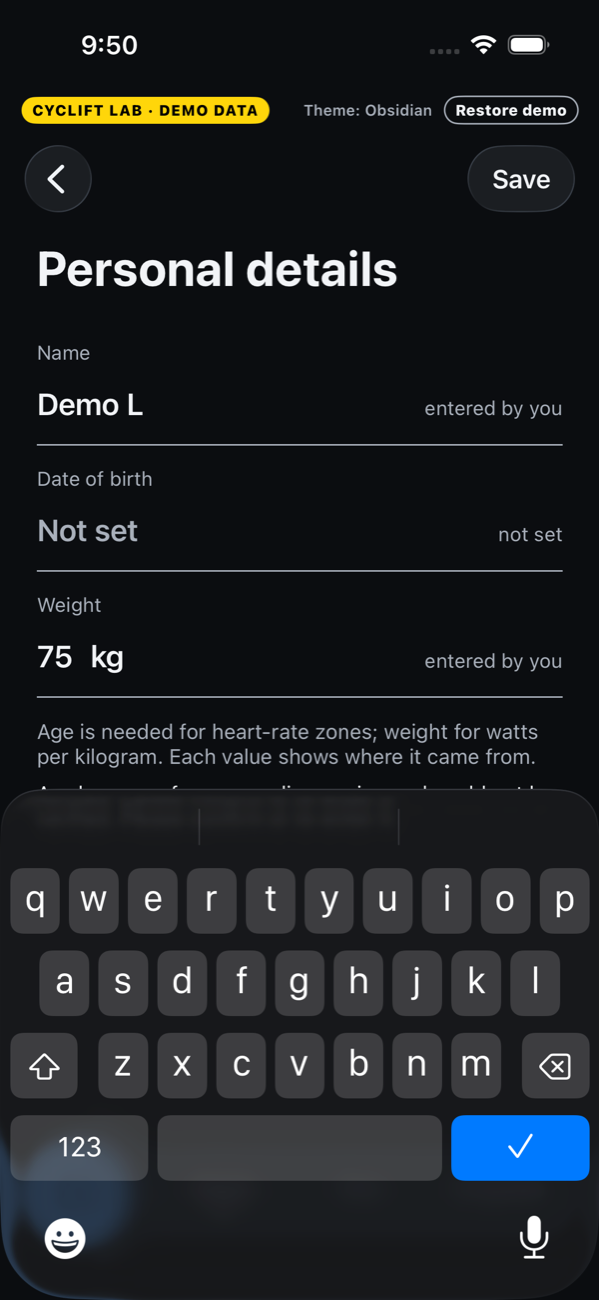 9:50
CYCLIFT LAB · DEMO DATA Theme: Obsidian Restore demo
Save
Personal details
Name
Demo L entered by you
Date of birth
Not set not set
Weight
75 kg entered by you
Age is needed for heart-rate zones; weight for watts
per kilogram. Each value shows where it came from.
q w e r t y u i o p
a s d f g h j k l
z x c v b n m
123